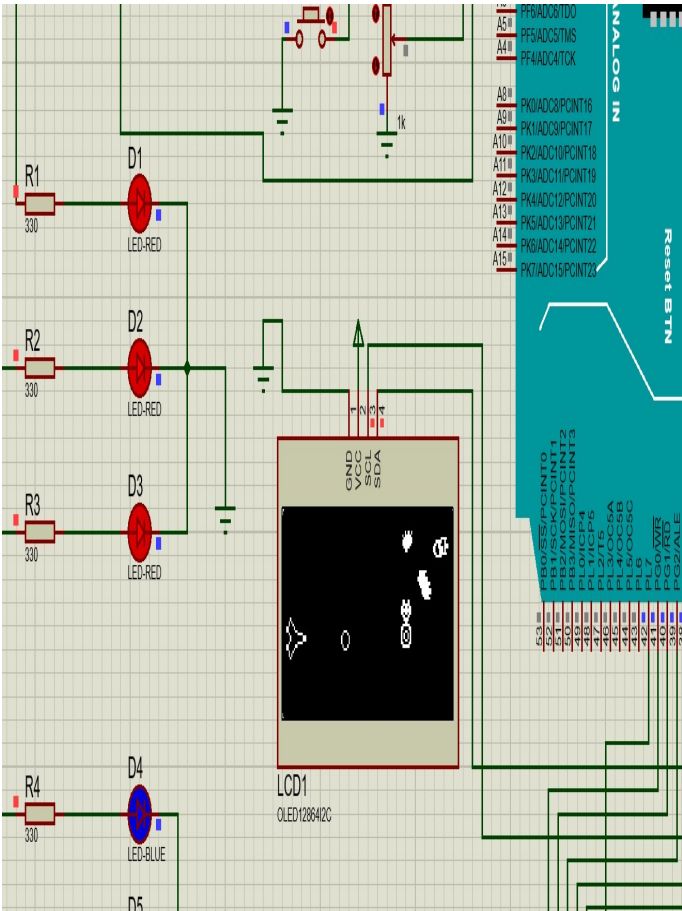 PF6/ADC6/TDO
A5
PF5/ADC5/TMS
A4
PF4/ADC4/TCK
ANALOG IN
A8
PK0/ADC8/PCINT16
A9
PK1/ADC9/PCINT17
A10
PK2/ADC10/PCINT18
A11
PK3/ADC11/PCINT19
A12
PK4/ADC12/PCINT20
A13
PK5/ADC13/PCINT21
A14
PK6/ADC14/PCINT22
A15
PK7/ADC15/PCINT23
1k
Reset BTN
R1
330
D1
LED-RED
R2
330
D2
LED-RED
R3
330
D3
LED-RED
1
2
3
4
GND
VCC
SCL
SDA
LCD1
OLED12864I2C
R4
330
D4
LED-BLUE
D5
PB0/SS/PCINT0
PB1/SCK/PCINT1
PB2/MOSI/PCINT2
PB3/MISO/PCINT3
PL0/ICP4
PL1/ICP5
PL2/T5
PL3/OC5A
PL4/OC5B
PL5/OC5C
PL6
PL7
PG0/WR
PG1/RD
PG2/ALE
53
52
51
50
49
48
47
46
45
44
43
42
41
40
39